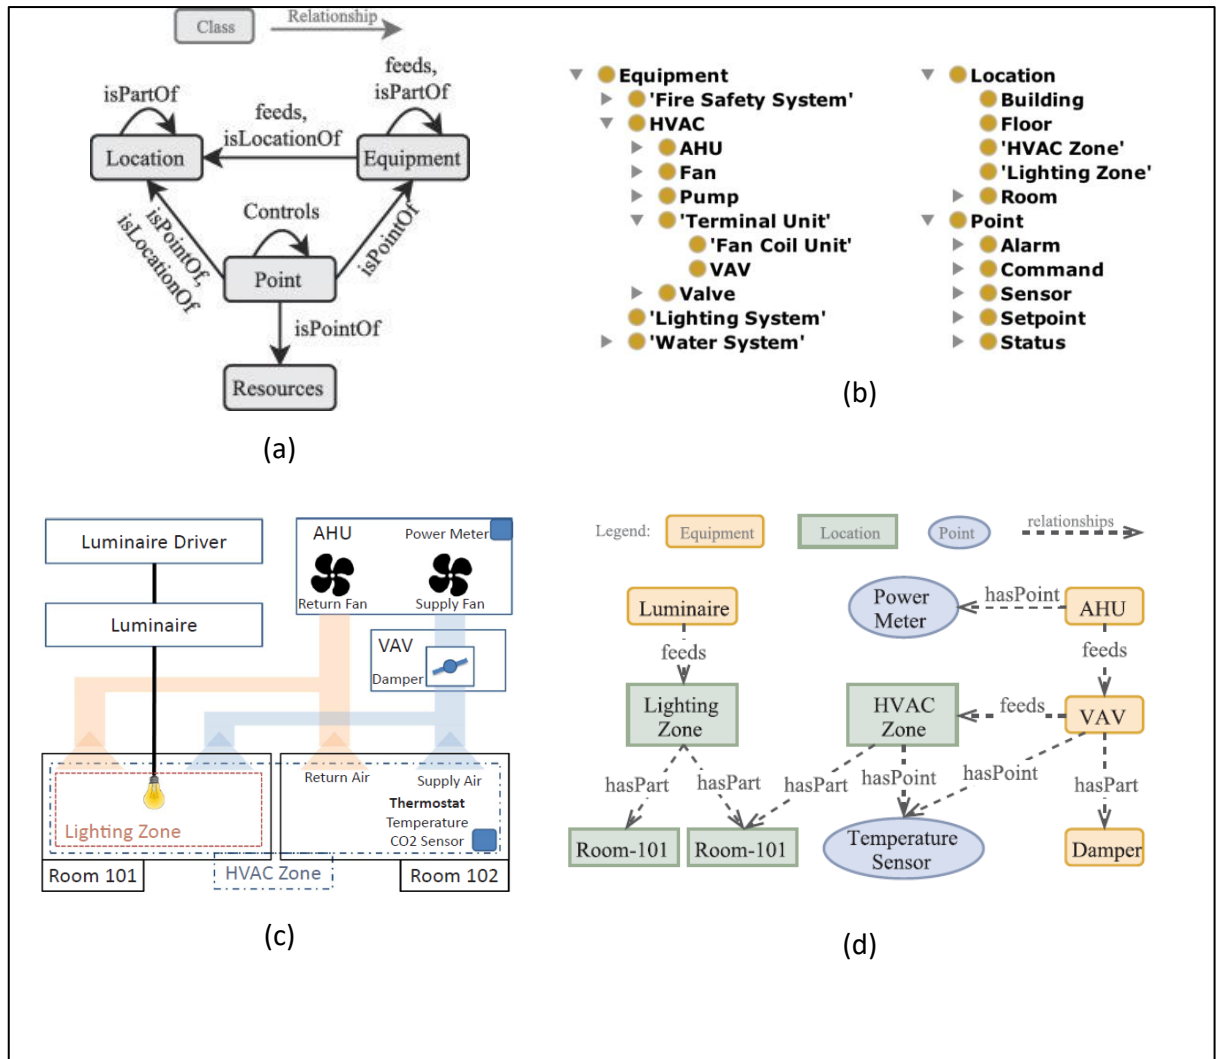 Class
Relationship
isPartOf
feeds,
isPartOf
feeds,
isLocationOf
Location
Equipment
Controls
isPointOf,
isLocationOf
isPointOf
Point
isPointOf
Resources
(a)
Equipment
'Fire Safety System'
HVAC
AHU
Fan
Pump
'Terminal Unit'
'Fan Coil Unit'
VAV
Valve
'Lighting System'
'Water System'
Location
Building
Floor
'HVAC Zone'
'Lighting Zone'
Room
Point
Alarm
Command
Sensor
Setpoint
Status
(b)
Luminaire Driver
Luminaire
AHU
Power Meter
Return Fan
Supply Fan
VAV
Damper
Return Air
Supply Air
Thermostat
Temperature
CO2 Sensor
Lighting Zone
Room 101
HVAC Zone
Room 102
(c)
Legend:
Equipment
Location
Point
relationships
Luminaire
Power
Meter
hasPoint
AHU
feeds
feeds
Lighting
Zone
HVAC
Zone
feeds
VAV
hasPart
hasPart
hasPart
hasPoint
hasPoint
hasPart
Room-101
Room-101
Temperature
Sensor
Damper
(d)